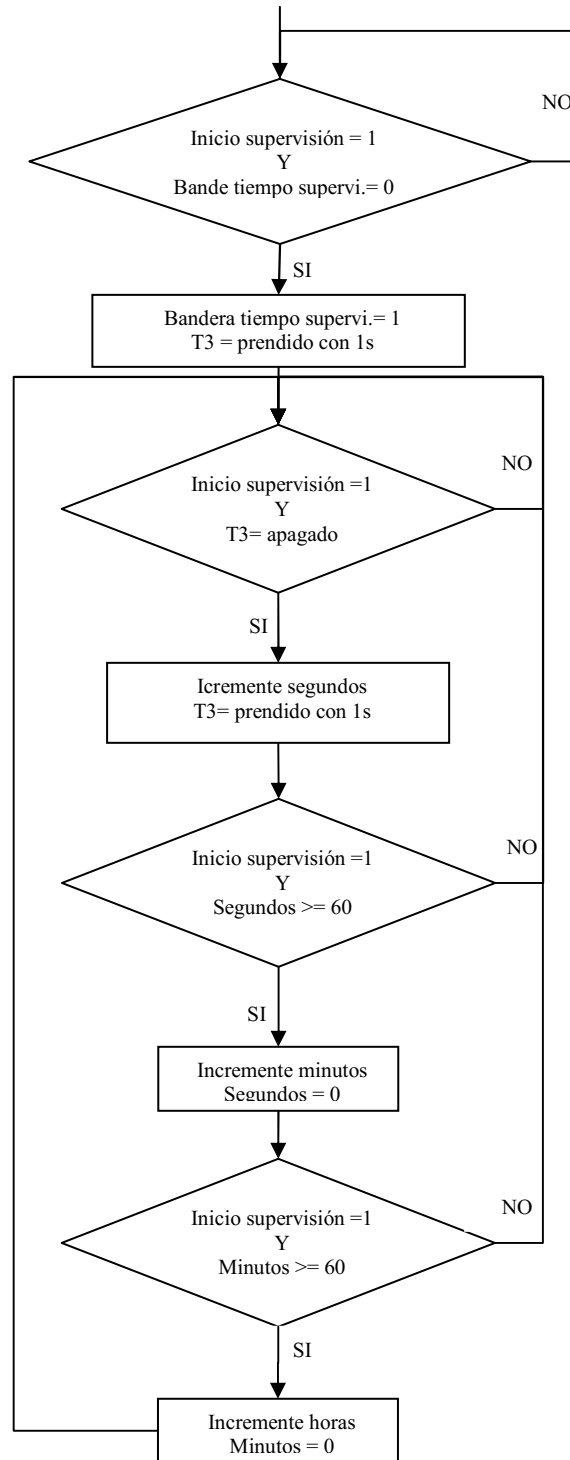 NO
Inicio supervisión = 1
Y
Bande tiempo supervi.= 0
SI
Bandera tiempo supervi.= 1
T3 = prendido con 1s
NO
Inicio supervisión =1
Y
T3= apagado
SI
Icremente segundos
T3= prendido con 1s
NO
Inicio supervisión =1
Y
Segundos >= 60
SI
Incremente minutos
Segundos = 0
NO
Inicio supervisión =1
Y
Minutos >= 60
SI
Incremente horas
Minutos = 0